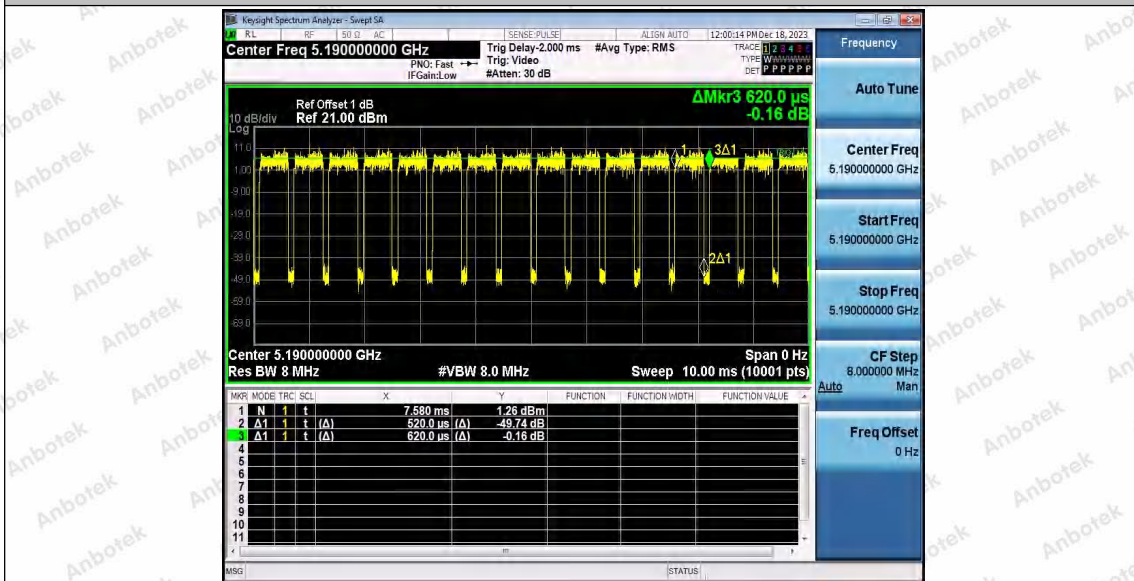 Keysight Spectrum Analyzer - Swept SA
RL RF 50 Ω AC SENSE:PULSE ALIGN AUTO 12:00:14 PM Dec 18, 2023
Center Freq 5.190000000 GHz
PNO: Fast
IFGain:Low
Trig Delay-2.000 ms
Trig: Video
#Atten: 30 dB
#Avg Type: RMS
TRACE 1 2 3 4 5 6
TYPE WWWWWW
DET P P P P P P
Ref Offset 1 dB
10 dB/div Ref 21.00 dBm
Log
ΔMkr3 620.0 µs
-0.16 dB
11.0
1.00
-9.00
-19.0
-29.0
-39.0
-49.0
-59.0
-69.0
1
3Δ1
2Δ1
Center 5.190000000 GHz Span 0 Hz
Res BW 8 MHz #VBW 8.0 MHz Sweep 10.00 ms (10001 pts)
MKR MODE TRC SCL X Y FUNCTION FUNCTION WIDTH FUNCTION VALUE
1 N 1 t 7.580 ms 1.26 dBm
2 Δ1 1 t (Δ) 520.0 µs (Δ) -49.74 dB
3 Δ1 1 t (Δ) 620.0 µs (Δ) -0.16 dB
4
5
6
7
8
9
10
11
MSG STATUS
Frequency
Auto Tune
Center Freq
5.190000000 GHz
Start Freq
5.190000000 GHz
Stop Freq
5.190000000 GHz
CF Step
8.000000 MHz
Auto Man
Freq Offset
0 Hz
Anbotek